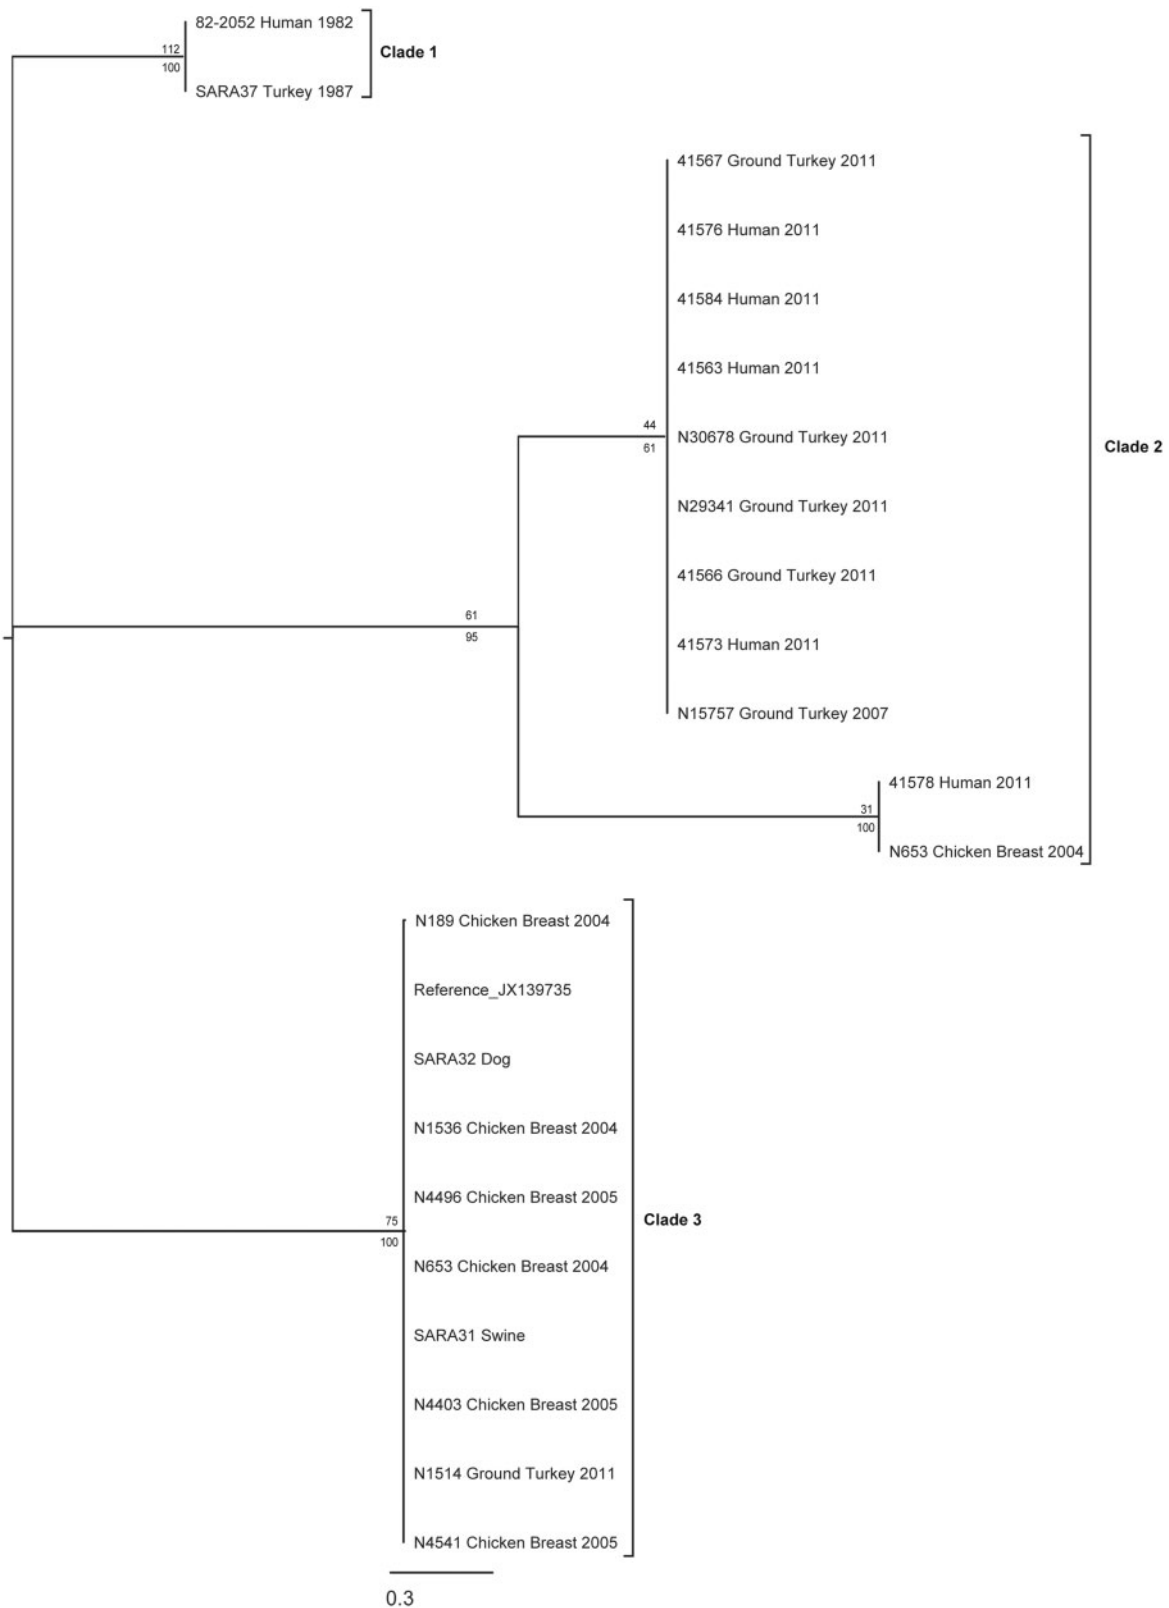 82-2052 Human 1982
112
Clade 1
100
SARA37 Turkey 1987
41567 Ground Turkey 2011
41576 Human 2011
41584 Human 2011
41563 Human 2011
44
N30678 Ground Turkey 2011
61
Clade 2
N29341 Ground Turkey 2011
41566 Ground Turkey 2011
61
95
41573 Human 2011
N15757 Ground Turkey 2007
41578 Human 2011
31
100
N653 Chicken Breast 2004
N189 Chicken Breast 2004
Reference_JX139735
SARA32 Dog
N1536 Chicken Breast 2004
N4496 Chicken Breast 2005
75
Clade 3
100
N653 Chicken Breast 2004
SARA31 Swine
N4403 Chicken Breast 2005
N1514 Ground Turkey 2011
N4541 Chicken Breast 2005
0.3